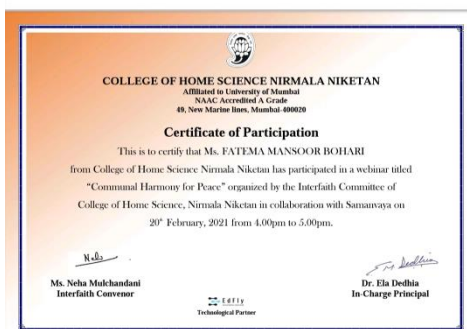 COLLEGE OF HOME SCIENCE NIRMALA NIKETAN
Affiliated to University of Mumbai
NAAC Accredited A Grade
49, New Marine lines, Mumbai-400020
Certificate of Participation
This is to certify that Ms. FATEMA MANSOOR BOHARI
from College of Home Science Nirmala Niketan has participated in a webinar titled
“Communal Harmony for Peace” organized by the Interfaith Committee of
College of Home Science, Nirmala Niketan in collaboration with Samanvaya on
20ᵗʰ February, 2021 from 4.00pm to 5.00pm.
Neha
Ms. Neha Mulchandani
Interfaith Convenor
EdFly
Technological Partner
Dedhia
Dr. Ela Dedhia
In-Charge Principal